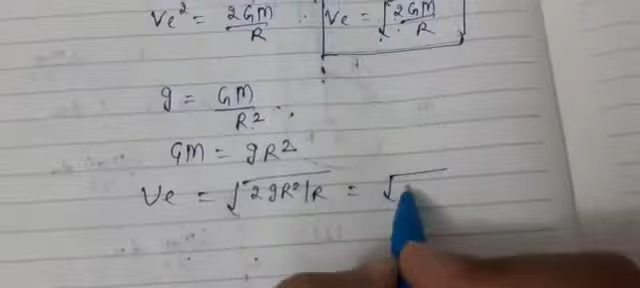 Ve² = 2GM/R
Ve = √2GM/R
g = GM/R²
GM = gR²
Ve = √2gR²/R = √